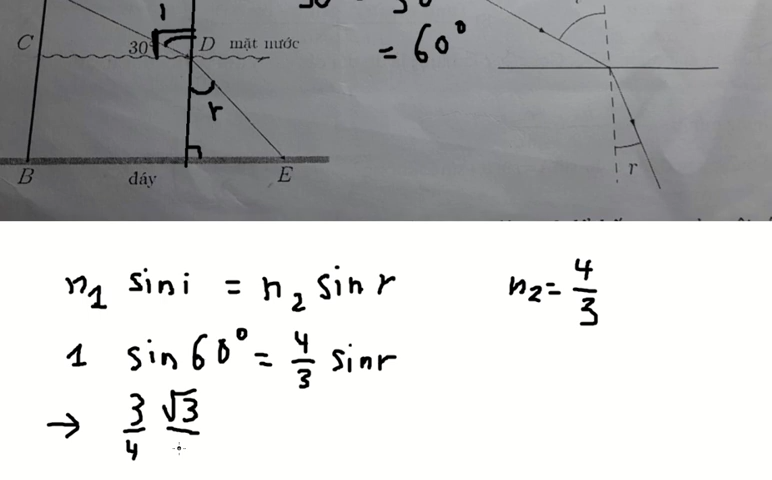 i
= 60°
C 30° D mặt nước
r
r
B đáy E
n1 sin i = n2 sin r n2 = 4/3
1 sin 60° = 4/3 sin r
→ 3/4 √3